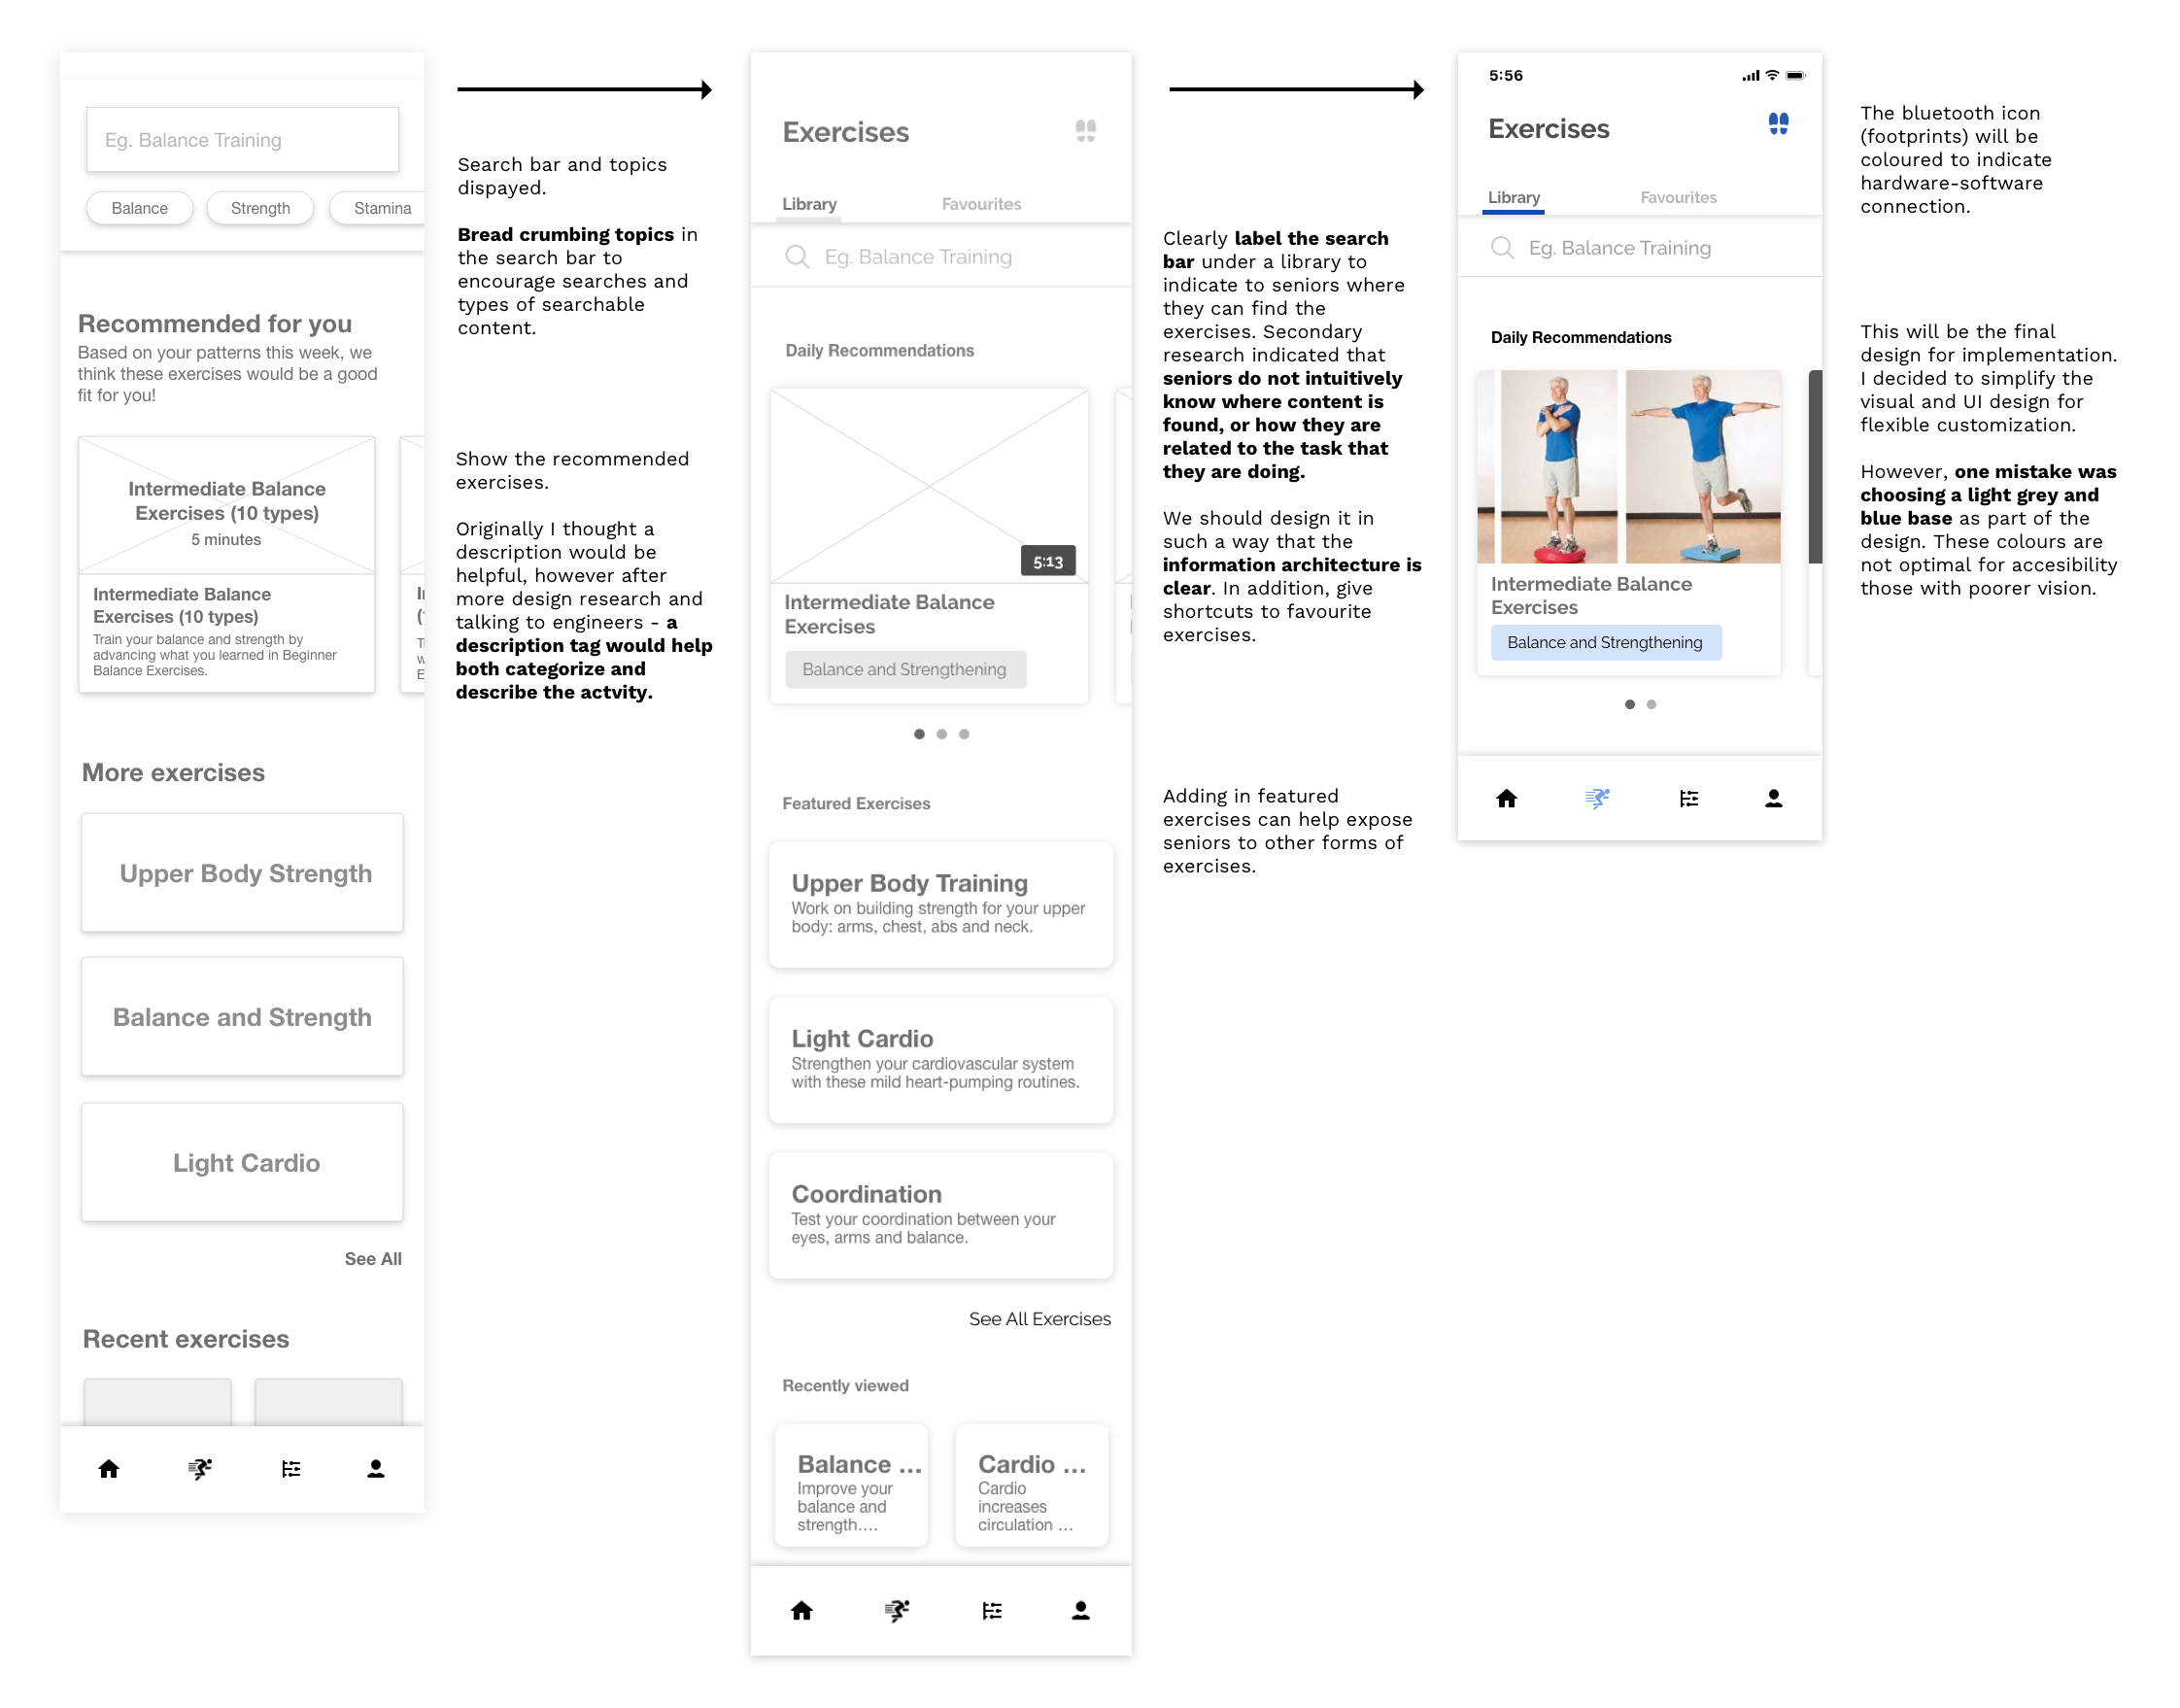 Eg. Balance Training
Balance
Strength
Stamina
Recommended for you
Based on your patterns this week, we
think these exercises would be a good
fit for you!
Intermediate Balance
Exercises (10 types)
5 minutes
Intermediate Balance
Exercises (10 types)
Train your balance and strength by
advancing what you learned in Beginner
Balance Exercises.
More exercises
Upper Body Strength
Balance and Strength
Light Cardio
See All
Recent exercises
Search bar and topics
dispayed.
Bread crumbing topics in
the search bar to
encourage searches and
types of searchable
content.
Show the recommended
exercises.
Originally I thought a
description would be
helpful, however after
more design research and
talking to engineers - a
description tag would help
both categorize and
describe the actvity.
Exercises
Library
Favourites
Eg. Balance Training
Daily Recommendations
5:13
Intermediate Balance
Exercises
Balance and Strengthening
Featured Exercises
Upper Body Training
Work on building strength for your upper
body: arms, chest, abs and neck.
Light Cardio
Strengthen your cardiovascular system
with these mild heart-pumping routines.
Coordination
Test your coordination between your
eyes, arms and balance.
See All Exercises
Recently viewed
Balance ...
Improve your
balance and
strength....
Cardio ...
Cardio
increases
circulation ...
Clearly label the search
bar under a library to
indicate to seniors where
they can find the
exercises. Secondary
research indicated that
seniors do not intuitively
know where content is
found, or how they are
related to the task that
they are doing.
We should design it in
such a way that the
information architecture is
clear. In addition, give
shortcuts to favourite
exercises.
Adding in featured
exercises can help expose
seniors to other forms of
exercises.
5:56
Exercises
Library
Favourites
Eg. Balance Training
Daily Recommendations
Intermediate Balance
Exercises
Balance and Strengthening
The bluetooth icon
(footprints) will be
coloured to indicate
hardware-software
connection.
This will be the final
design for implementation.
I decided to simplify the
visual and UI design for
flexible customization.
However, one mistake was
choosing a light grey and
blue base as part of the
design. These colours are
not optimal for accesibility
those with poorer vision.